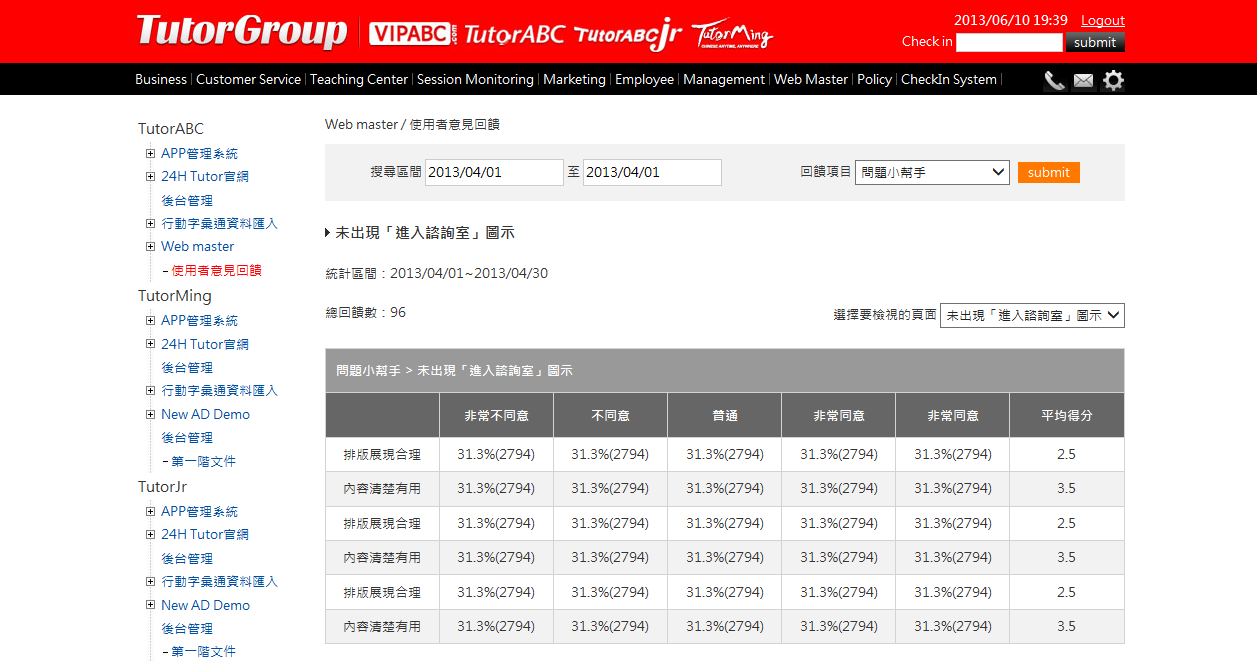 TutorGroup VIPABC.com TutorABC TutorABCjr TutorMing
CHINESE ANYTIME, ANYWHERE
2013/06/10 19:39 Logout
Check in submit
Business Customer Service Teaching Center Session Monitoring Marketing Employee Management Web Master Policy CheckIn System
TutorABC
APP管理系統
24H Tutor官網
後台管理
行動字彙通資料匯入
Web master
-使用者意見回饋
TutorMing
APP管理系統
24H Tutor官網
後台管理
行動字彙通資料匯入
New AD Demo
後台管理
-第一階文件
TutorJr
APP管理系統
24H Tutor官網
後台管理
行動字彙通資料匯入
New AD Demo
後台管理
-第一階文件
Web master / 使用者意見回饋
搜尋區間 2013/04/01 至 2013/04/01 回饋項目 問題小幫手 submit
未出現「進入諮詢室」圖示
統計區間：2013/04/01~2013/04/30
總回饋數：96 選擇要檢視的頁面 未出現「進入諮詢室」圖示
問題小幫手 > 未出現「進入諮詢室」圖示
非常不同意 不同意 普通 非常同意 非常同意 平均得分
排版展現合理 31.3%(2794) 31.3%(2794) 31.3%(2794) 31.3%(2794) 31.3%(2794) 2.5
內容清楚有用 31.3%(2794) 31.3%(2794) 31.3%(2794) 31.3%(2794) 31.3%(2794) 3.5
排版展現合理 31.3%(2794) 31.3%(2794) 31.3%(2794) 31.3%(2794) 31.3%(2794) 2.5
內容清楚有用 31.3%(2794) 31.3%(2794) 31.3%(2794) 31.3%(2794) 31.3%(2794) 3.5
排版展現合理 31.3%(2794) 31.3%(2794) 31.3%(2794) 31.3%(2794) 31.3%(2794) 2.5
內容清楚有用 31.3%(2794) 31.3%(2794) 31.3%(2794) 31.3%(2794) 31.3%(2794) 3.5